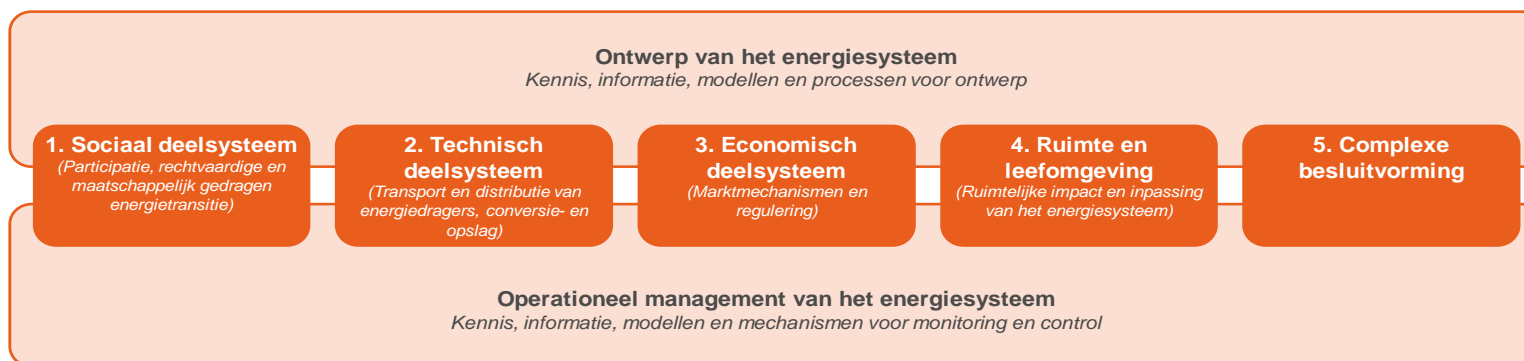 Ontwerp van het energiesysteem
Kennis, informatie, modellen en processen voor ontwerp
1. Sociaal deelsysteem
(Participatie, rechtvaardige en
maatschappelijk gedragen
energietransitie)
2. Technisch
deelsysteem
(Transport en distributie van
energiedragers, conversie- en
opslag)
3. Economisch
deelsysteem
(Marktmechanismen en
regulering)
4. Ruimte en
leefomgeving
(Ruimtelijke impact en inpassing
van het energiesysteem)
5. Complexe
besluitvorming
Operationeel management van het energiesysteem
Kennis, informatie, modellen en mechanismen voor monitoring en control